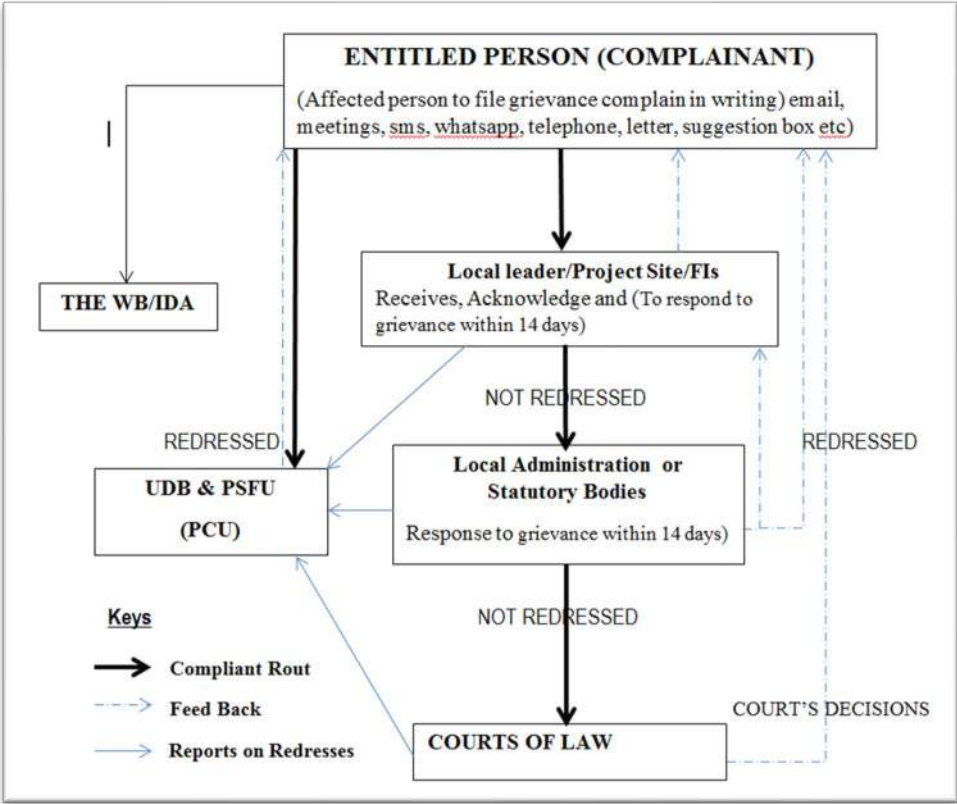 ENTITLED PERSON (COMPLAINANT)
(Affected person to file grievance complain in writing) email,
meetings, sms, whatsapp, telephone, letter, suggestion box etc)
THE WB/IDA
Local leader/Project Site/FIs
Receives, Acknowledge and (To respond to
grievance within 14 days)
NOT REDRESSED
REDRESSED
REDRESSED
UDB & PSFU
(PCU)
Local Administration or
Statutory Bodies
Response to grievance within 14 days)
NOT REDRESSED
Keys
Compliant Rout
Feed Back
Reports on Redresses
COURT'S DECISIONS
COURTS OF LAW